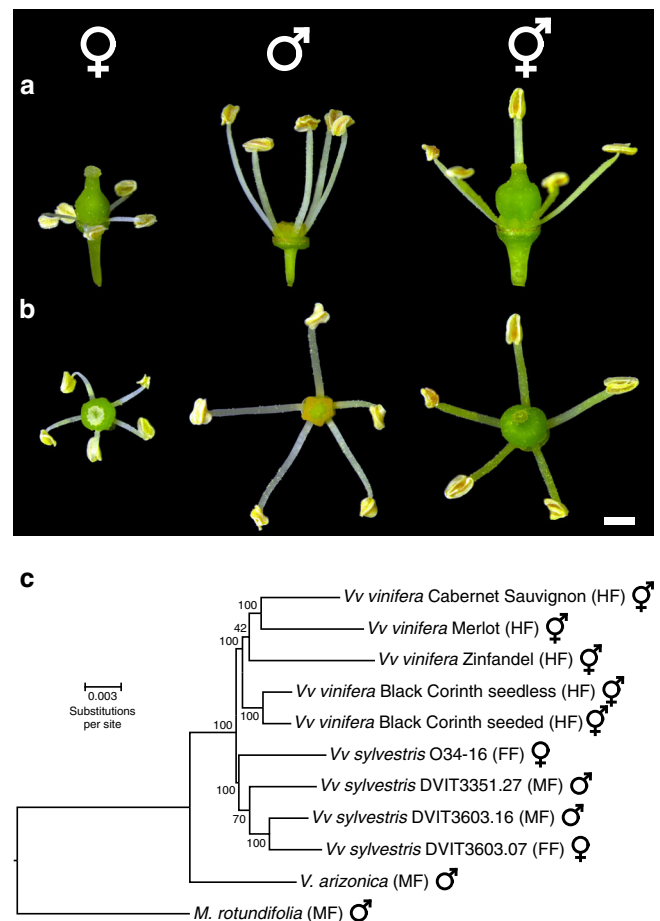 ♀ ♂ ⚥
a
b
c
100
Vv vinifera Cabernet Sauvignon (HF) ⚥
42
Vv vinifera Merlot (HF) ⚥
100
Vv vinifera Zinfandel (HF) ⚥
0.003
Substitutions
per site
Vv vinifera Black Corinth seedless (HF) ⚥
100
Vv vinifera Black Corinth seeded (HF) ⚥
100
Vv sylvestris O34-16 (FF) ♀
100
Vv sylvestris DVIT3351.27 (MF) ♂
70
Vv sylvestris DVIT3603.16 (MF) ♂
100
Vv sylvestris DVIT3603.07 (FF) ♀
V. arizonica (MF) ♂
M. rotundifolia (MF) ♂